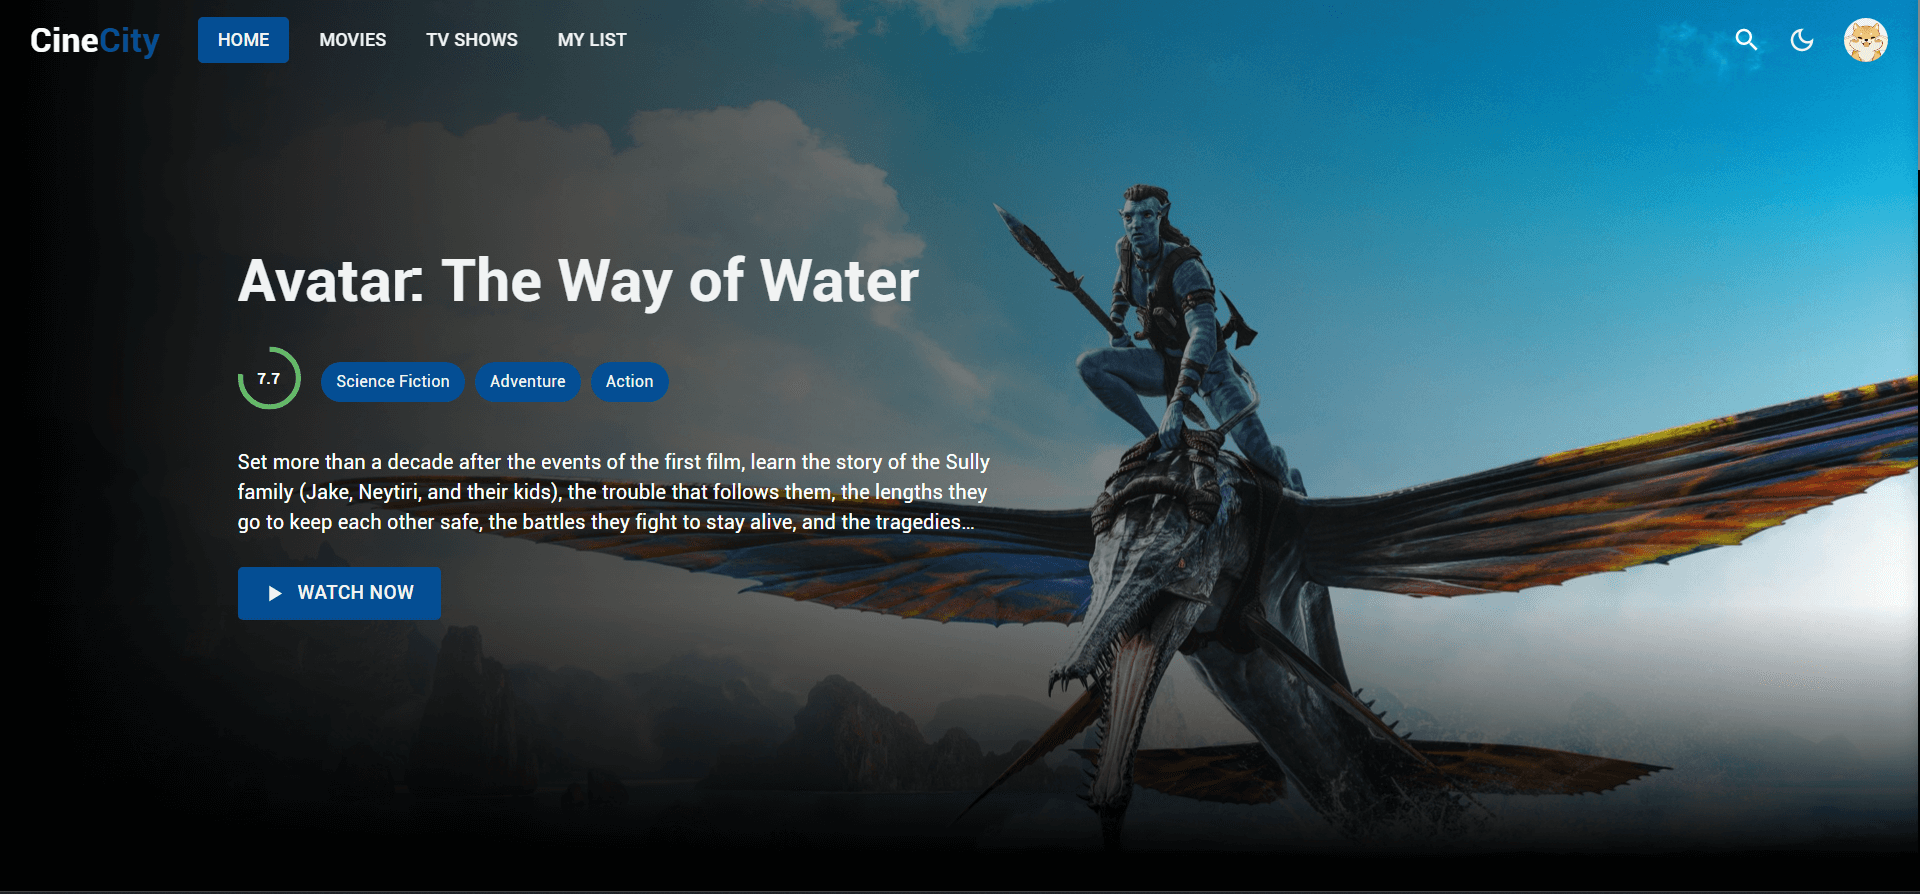 CineCity
HOME
MOVIES
TV SHOWS
MY LIST
Avatar: The Way of Water
7.7
Science Fiction
Adventure
Action
Set more than a decade after the events of the first film, learn the story of the Sully
family (Jake, Neytiri, and their kids), the trouble that follows them, the lengths they
go to keep each other safe, the battles they fight to stay alive, and the tragedies...
WATCH NOW